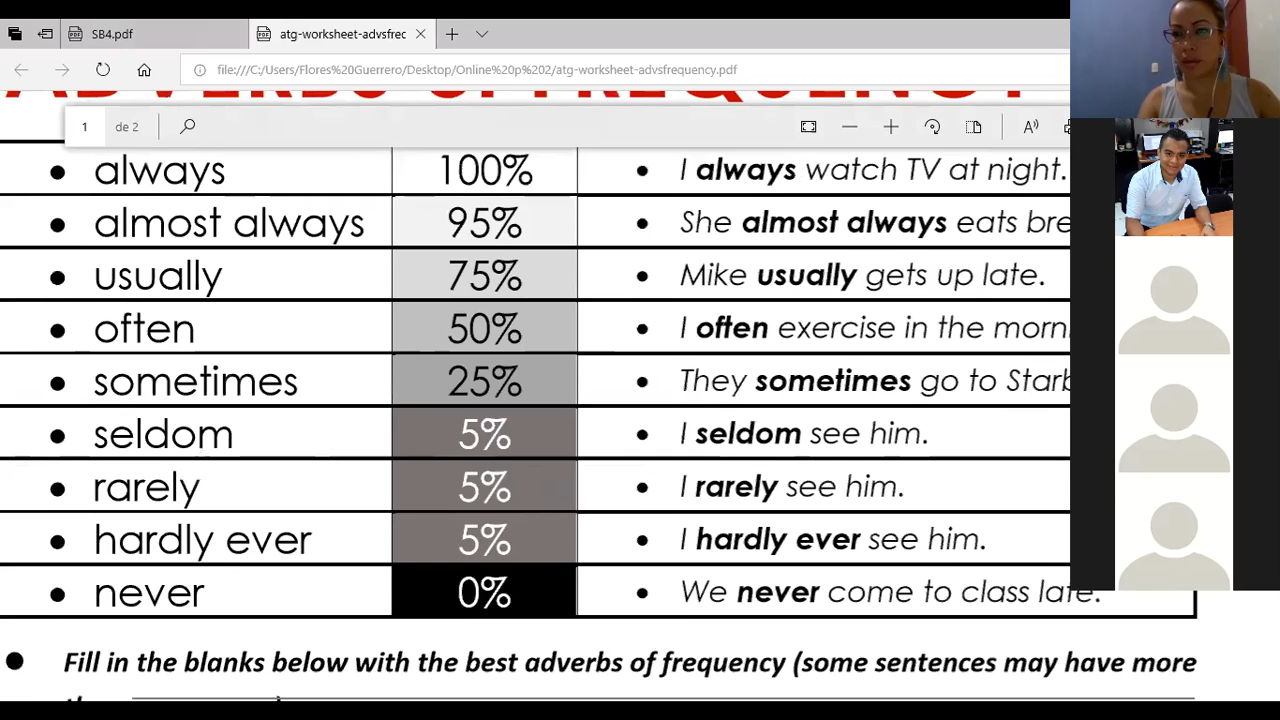 SB4.pdf
atg-worksheet-advsfrec
file:///C:/Users/Flores%20Guerrero/Desktop/Online%20p%202/atg-worksheet-advsfrequency.pdf
ADVERBS OF FREQUENCY
1 de 2
always 100% I always watch TV at night.
almost always 95% She almost always eats
usually 75% Mike usually gets up late.
often 50% I often exercise in the
sometimes 25% They sometimes go to
seldom 5% I seldom see him.
rarely 5% I rarely see him.
hardly ever 5% I hardly ever see him.
never 0% We never come to class late.
Fill in the blanks below with the best adverbs of frequency (some sentences may have more